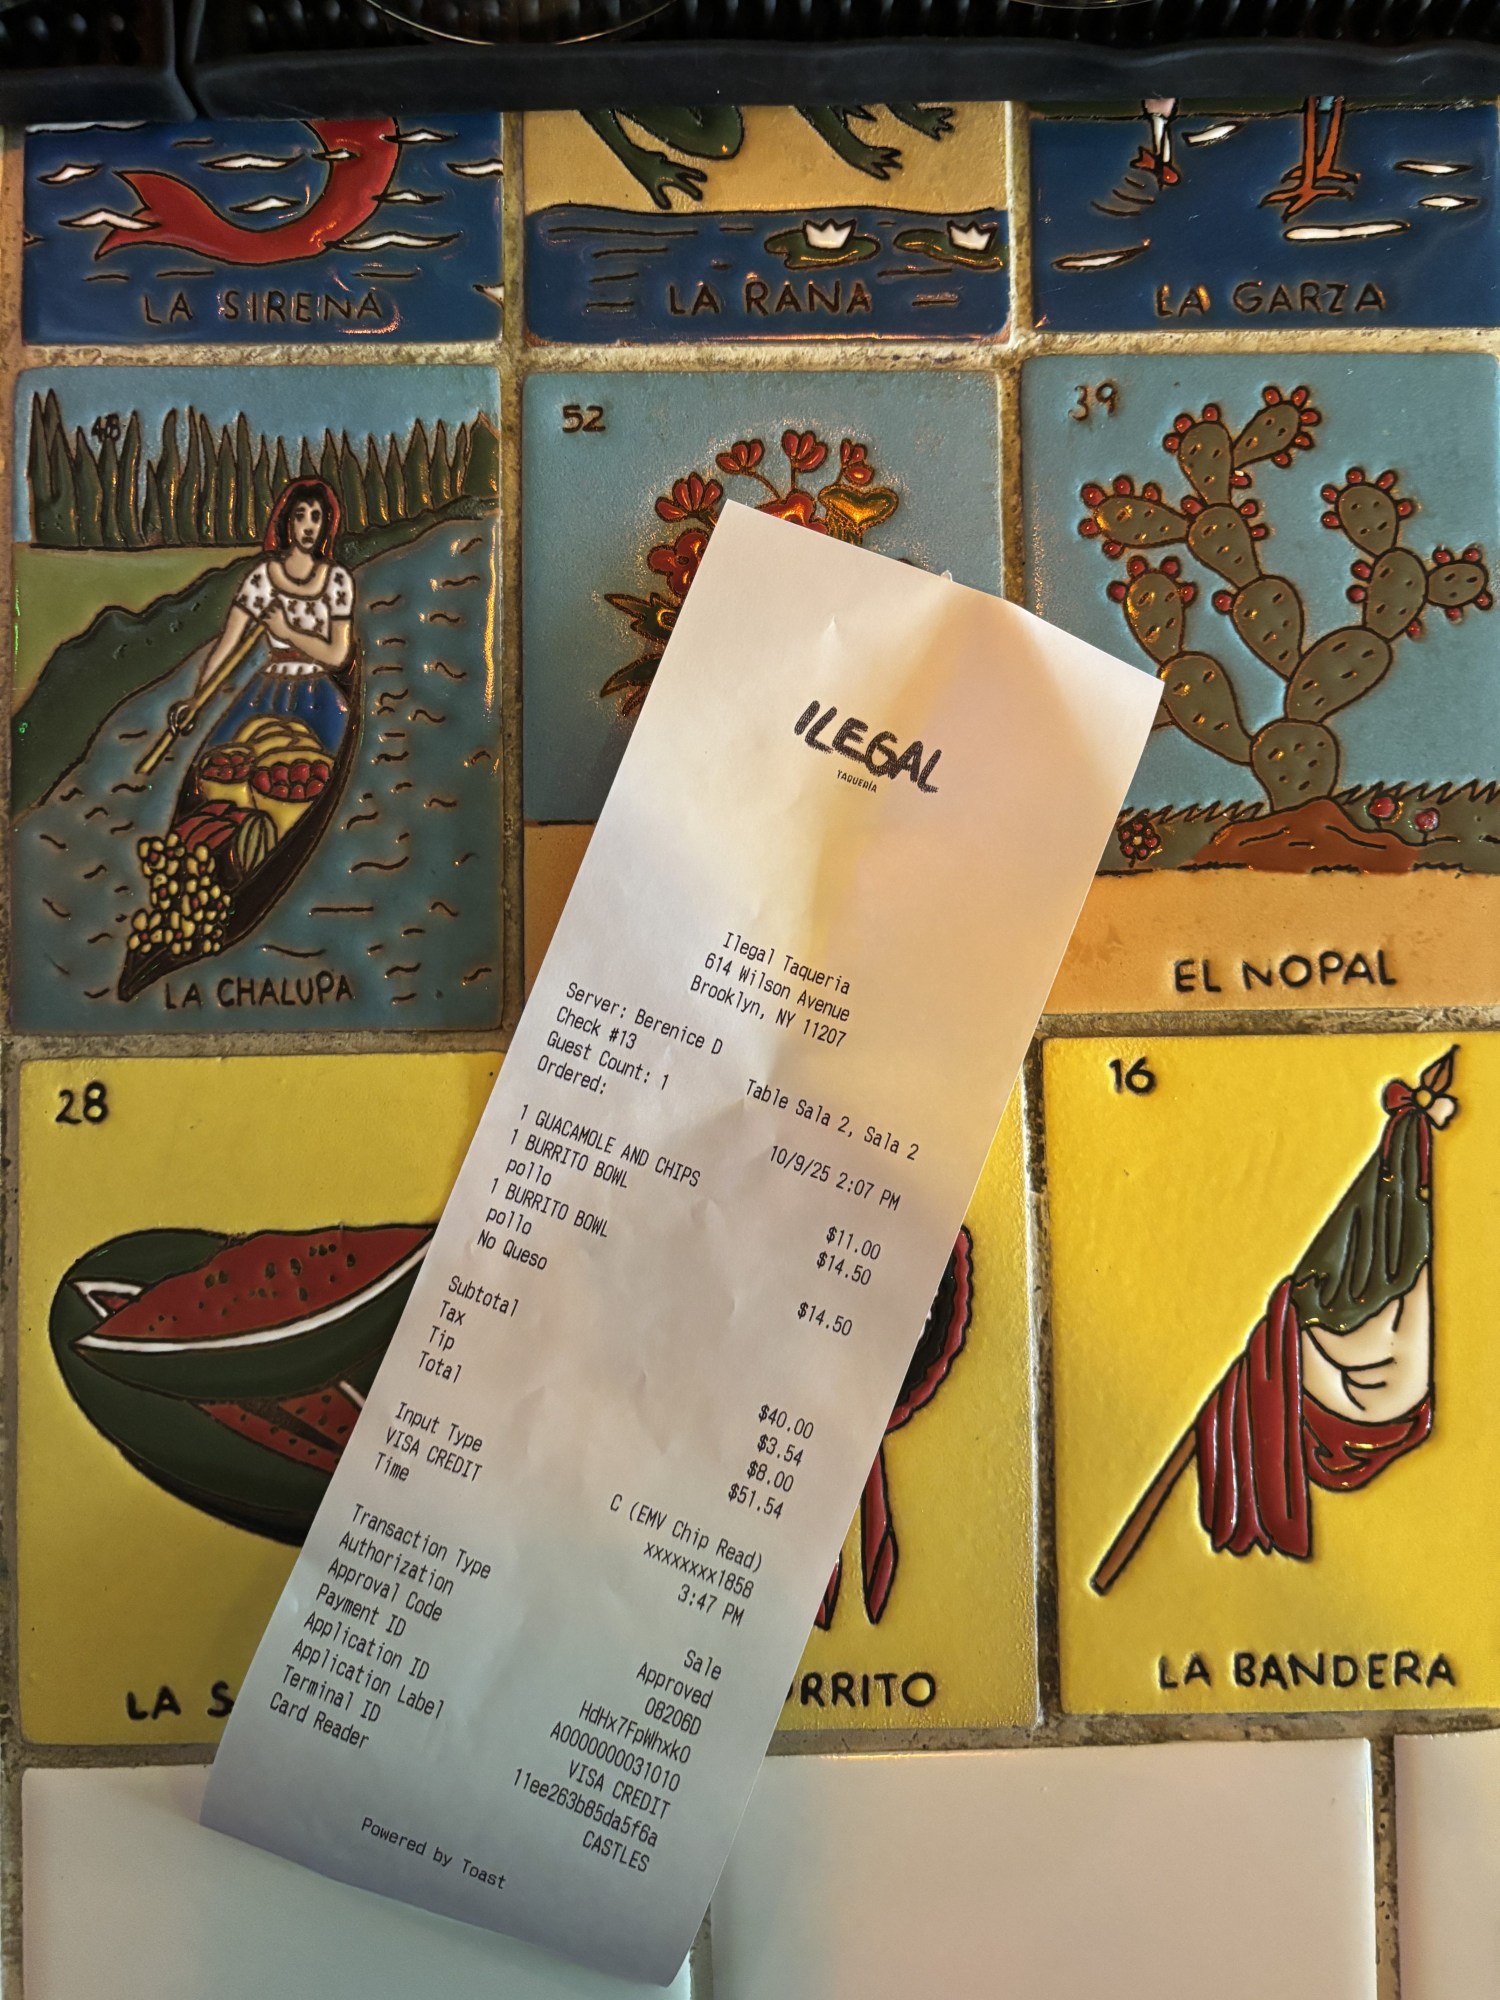 LA SIRENA
LA RANA
LA GARZA
48
52
39
LA CHALUPA
EL NOPAL
28
16
LA S
RRITO
LA BANDERA
ILEGAL
TAQUERÍA
Ilegal Taqueria
614 Wilson Avenue
Brooklyn, NY 11207
Server: Berenice D
Check #13 Table Sala 2, Sala 2
Guest Count: 1
Ordered: 10/9/25 2:07 PM
1 GUACAMOLE AND CHIPS $11.00
1 BURRITO BOWL $14.50
pollo
1 BURRITO BOWL $14.50
pollo
No Queso
Subtotal $40.00
Tax $3.54
Tip $8.00
Total $51.54
Input Type C (EMV Chip Read)
VISA CREDIT xxxxxxxx1858
Time 3:47 PM
Transaction Type Sale
Authorization Approved
Approval Code 08206D
Payment ID HdHx7FpWhxkO
Application ID A0000000031010
Application Label VISA CREDIT
Terminal ID 11ee263b85da5f6a
Card Reader CASTLES
Powered by Toast